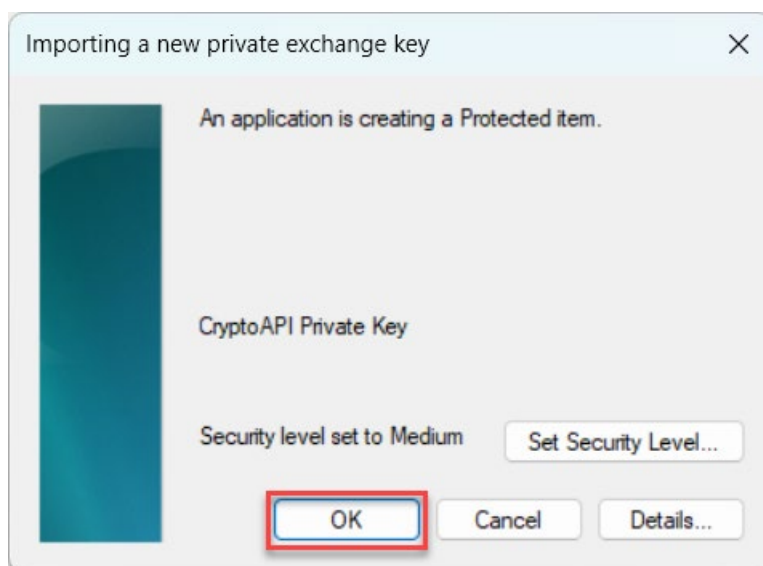 Importing a new private exchange key
An application is creating a Protected item.
CryptoAPI Private Key
Security level set to Medium
Set Security Level...
OK
Cancel
Details...